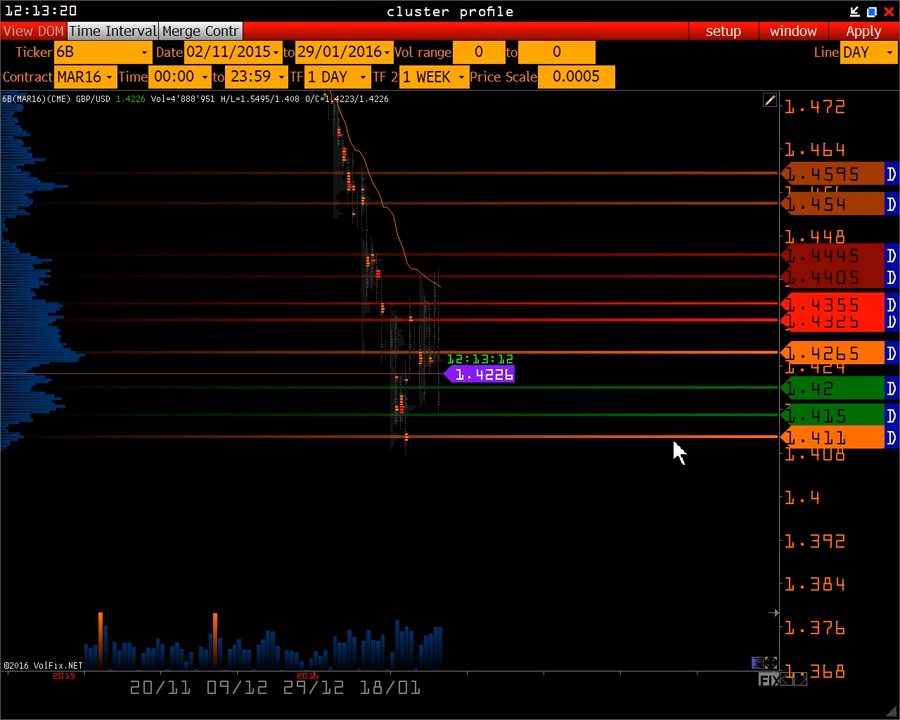 12:13:20 cluster profile
View DOM Time Interval Merge Contr setup window Apply
Ticker 6B Date 02/11/2015 to 29/01/2016 Vol range 0 to 0 Line DAY
Contract MAR16 Time 00:00 to 23:59 TF 1 DAY TF 2 1 WEEK Price Scale 0.0005
6B(MAR16)(CME) GBP/USD 1.4226 Vol=4'888'951 H/L=1.5495/1.408 O/C=1.4223/1.4226
1.472
1.464
1.4595 D
1.454 D
1.448
1.4445 D
1.4405 D
1.4355 D
1.4325 D
1.4265 D
12:13:12
1.424
1.4226
1.42 D
1.415 D
1.411 D
1.408
1.4
1.392
1.384
1.376
©2016 VolFix.NET
1.368
2015 2016
FIX
20/11 09/12 29/12 18/01